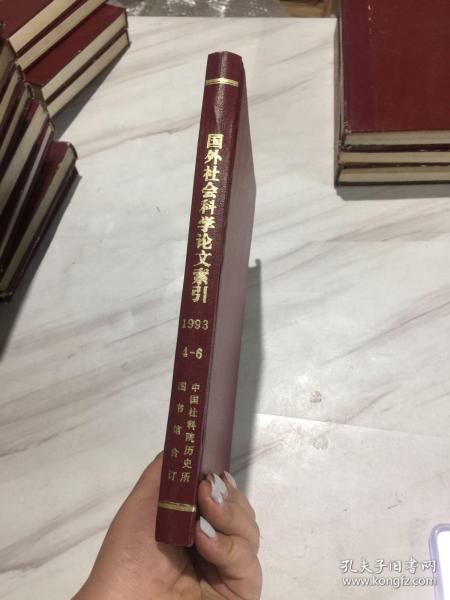 国外社会科学论文索引
1993
4-6
中国社科院历史所
图书馆合订
孔夫子旧书网
www.kongfz.com